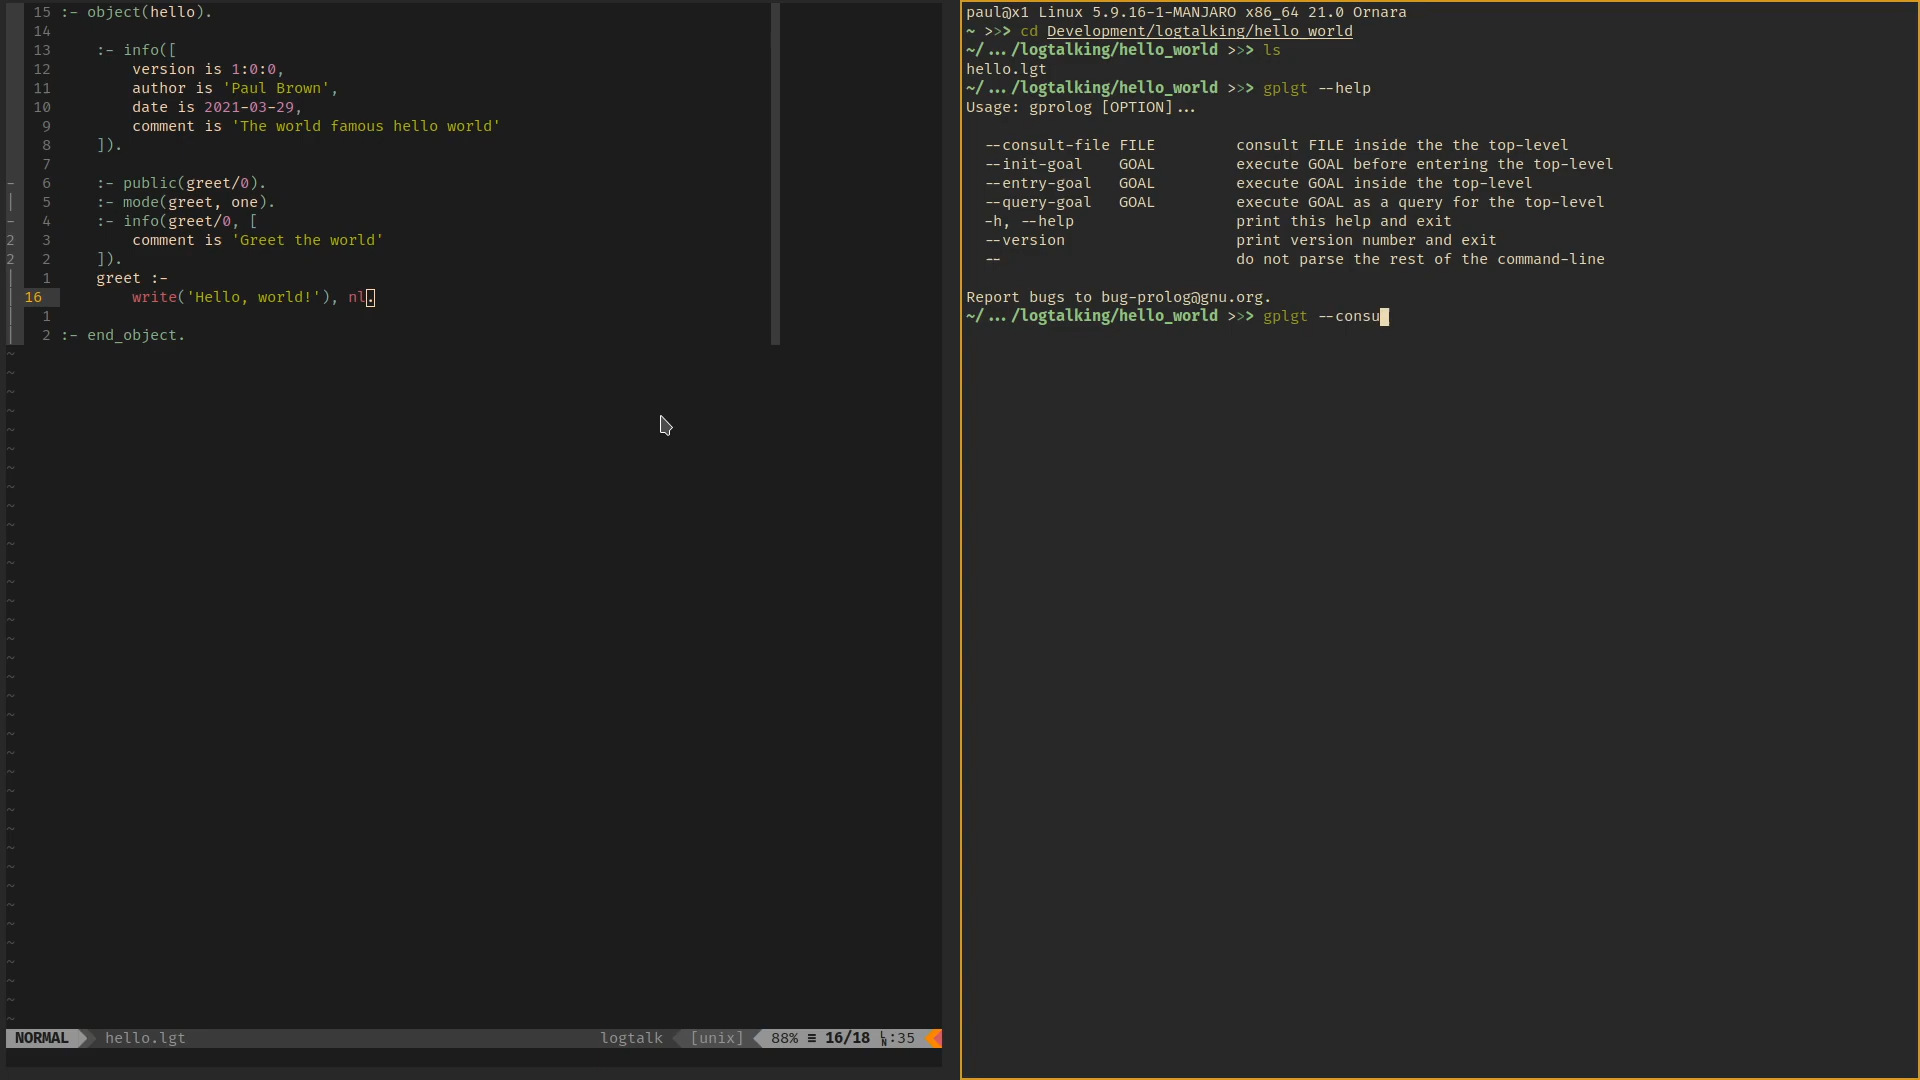 15 :- object(hello).
14
13     :- info([
12         version is 1:0:0,
11         author is 'Paul Brown',
10         date is 2021-03-29,
9         comment is 'The world famous hello world'
8     ]).
7
6     :- public(greet/0).
5     :- mode(greet, one).
4     :- info(greet/0, [
2 3         comment is 'Greet the world'
2 2     ]).
1     greet :-
16         write('Hello, world!'), nl.
1
2 :- end_object.
NORMAL hello.lgt logtalk [unix] 88% ≡ 16/18 ㏑:35
paul@x1 Linux 5.9.16-1-MANJARO x86_64 21.0 Ornara
~ >>> cd Development/logtalking/hello_world
~/.../logtalking/hello_world >>> ls
hello.lgt
~/.../logtalking/hello_world >>> gplgt --help
Usage: gprolog [OPTION]...
--consult-file FILE         consult FILE inside the the top-level
--init-goal    GOAL         execute GOAL before entering the top-level
--entry-goal   GOAL         execute GOAL inside the top-level
--query-goal   GOAL         execute GOAL as a query for the top-level
-h, --help                  print this help and exit
--version                   print version number and exit
--                          do not parse the rest of the command-line
Report bugs to bug-prolog@gnu.org.
~/.../logtalking/hello_world >>> gplgt --consu